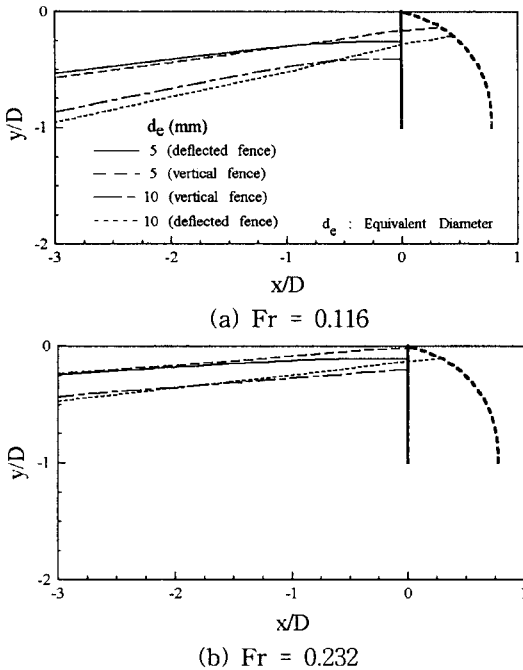 0
-1
-2
y/D
d_e (mm)
5 (deflected fence)
5 (vertical fence)
10 (vertical fence)
10 (deflected fence)
d_e : Equivalent Diameter
-3 -2 -1 0 1
x/D
(a) Fr = 0.116
0
-1
-2
y/D
-3 -2 -1 0 1
x/D
(b) Fr = 0.232